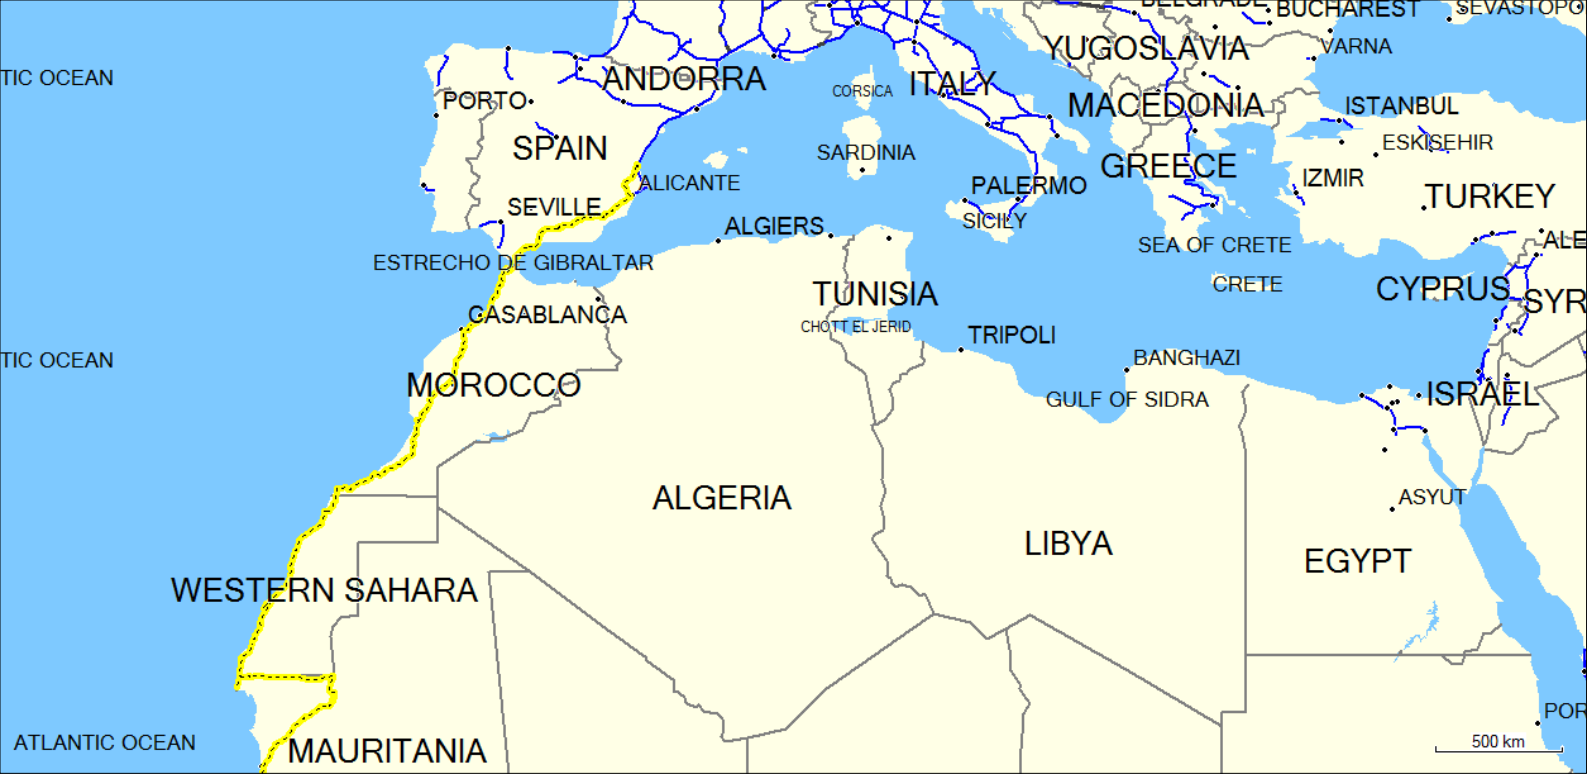 BELGRADE
BUCHAREST
SEVASTOPO
YUGOSLAVIA
VARNA
TIC OCEAN
ANDORRA
CORSICA
ITALY
PORTO
MACEDONIA
ISTANBUL
SPAIN
SARDINIA
GREECE
ESKISEHIR
ALICANTE
PALERMO
IZMIR
TURKEY
SEVILLE
ALGIERS
SICILY
SEA OF CRETE
ALE
ESTRECHO DE GIBRALTAR
CRETE
CYPRUS
SYR
TUNISIA
CASABLANCA
CHOTT EL JERID
TRIPOLI
TIC OCEAN
BANGHAZI
MOROCCO
GULF OF SIDRA
ISRAEL
ALGERIA
ASYUT
LIBYA
EGYPT
WESTERN SAHARA
POR
ATLANTIC OCEAN
MAURITANIA
500 km